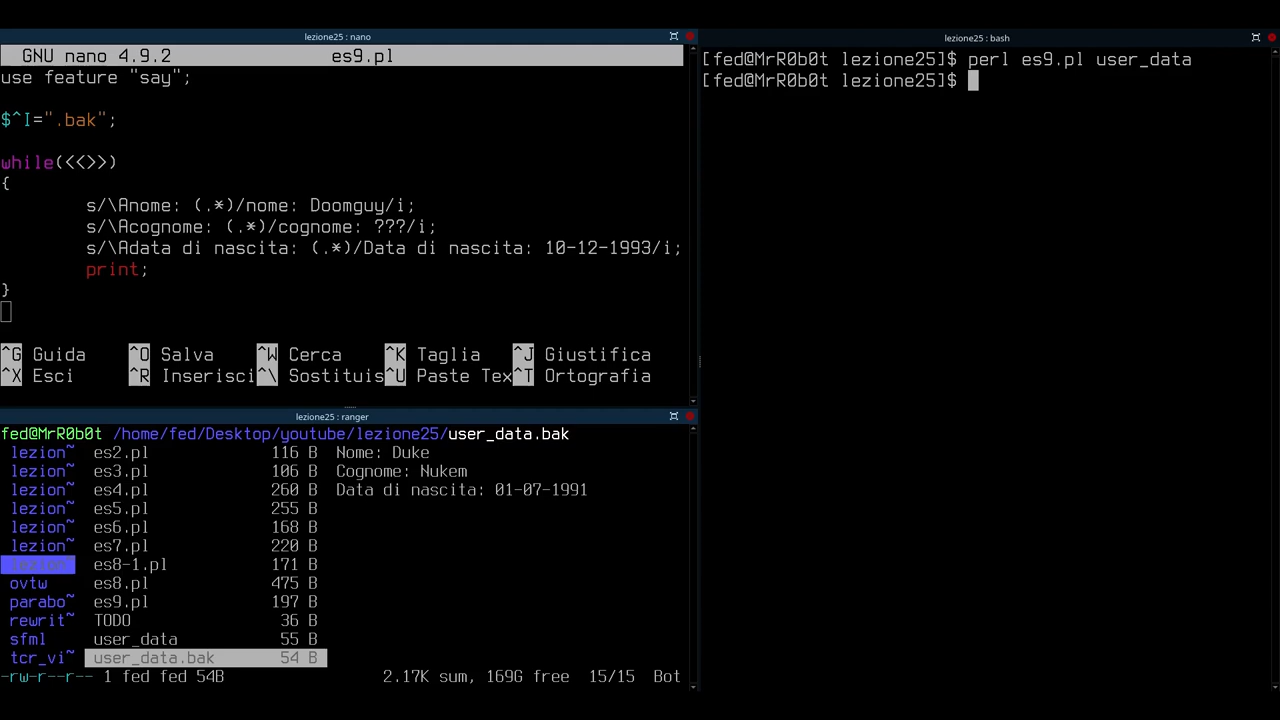 lezione25 : nano
GNU nano 4.9.2 es9.pl
use feature "say";
$^I=".bak";
while(<<>>)
{
s/\Anome: (.*)/nome: Doomguy/i;
s/\Acognome: (.*)/cognome: ???/i;
s/\Adata di nascita: (.*)/Data di nascita: 10-12-1993/i;
print;
}
^G Guida ^O Salva ^W Cerca ^K Taglia ^J Giustifica
^X Esci ^R Inserisci^\ Sostituis^U Paste Tex^T Ortografia
lezione25 : ranger
fed@MrR0b0t /home/fed/Desktop/youtube/lezione25/user_data.bak
lezion~ es2.pl 116 B Nome: Duke
lezion~ es3.pl 106 B Cognome: Nukem
lezion~ es4.pl 260 B Data di nascita: 01-07-1991
lezion~ es5.pl 255 B
lezion~ es6.pl 168 B
lezion~ es7.pl 220 B
lezion~ es8-1.pl 171 B
ovtw es8.pl 475 B
parabo~ es9.pl 197 B
rewrit~ TODO 36 B
sfml user_data 55 B
tcr_vi~ user_data.bak 54 B
-rw-r--r-- 1 fed fed 54B 2.17K sum, 169G free 15/15 Bot
lezione25 : bash
[fed@MrR0b0t lezione25]$ perl es9.pl user_data
[fed@MrR0b0t lezione25]$